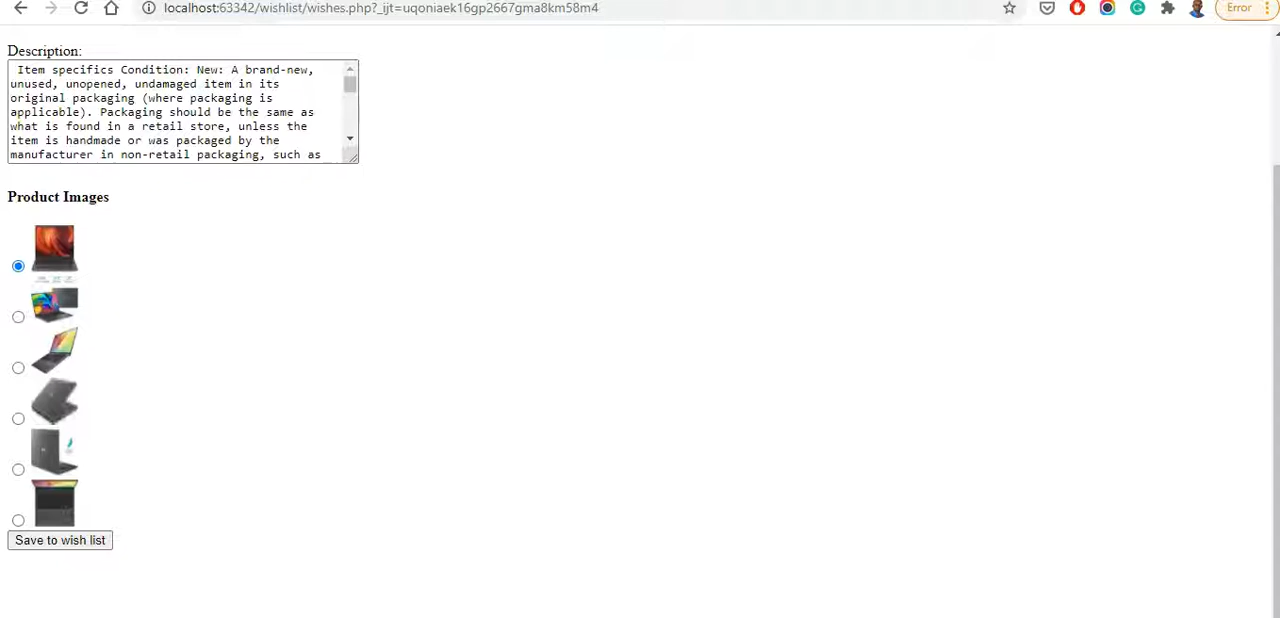 localhost:63342/wishlist/wishes.php?_ijt=uqoniaek16gp2667gma8km58m4
Error
Description:
Item specifics Condition: New: A brand-new,
unused, unopened, undamaged item in its
original packaging (where packaging is
applicable). Packaging should be the same as
what is found in a retail store, unless the
item is handmade or was packaged by the
manufacturer in non-retail packaging, such as
Product Images
Save to wish list